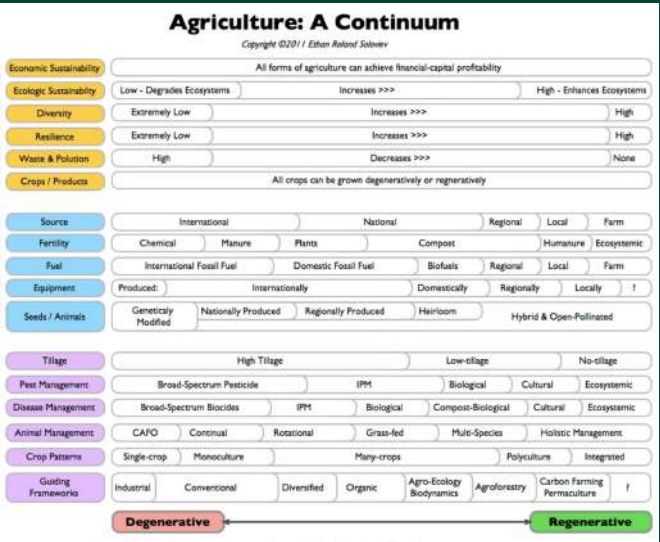 Agriculture: A Continuum
Copyright ©2011 Ethan Roland Soloviev
Economic Sustainability All forms of agriculture can achieve financial-capital profitability
Ecologic Sustainability Low - Degrades Ecosystems Increases >>> High - Enhances Ecosystems
Diversity Extremely Low Increases >>> High
Resilience Extremely Low Increases >>> High
Waste & Polution High Decreases >>> None
Crops / Products All crops can be grown degeneratively or regneratively
Source International National Regional Local Farm
Fertility Chemical Manure Plants Compost Humanure Ecosystemic
Fuel International Fossil Fuel Domestic Fossil Fuel Biofuels Regional Local Farm
Equipment Produced: Internationally Domestically Regionally Locally ?
Seeds / Animals Geneticaly Modified Nationally Produced Regionally Produced Heirloom Hybrid & Open-Pollinated
Tillage High Tillage Low-tillage No-tillage
Pest Management Broad-Spectrum Pesticide IPM Biological Cultural Ecosystemic
Disease Management Broad-Spectrum Biocides IPM Biological Compost-Biological Cultural Ecosystemic
Animal Management CAFO Continual Rotational Grass-fed Multi-Species Holistic Management
Crop Patterns Single-crop Monoculture Many-crops Polyculture Integrated
Guiding Frameworks Industrial Conventional Diversified Organic Agro-Ecology Biodynamics Agroforestry Carbon Farming Permaculture ?
Degenerative Regenerative